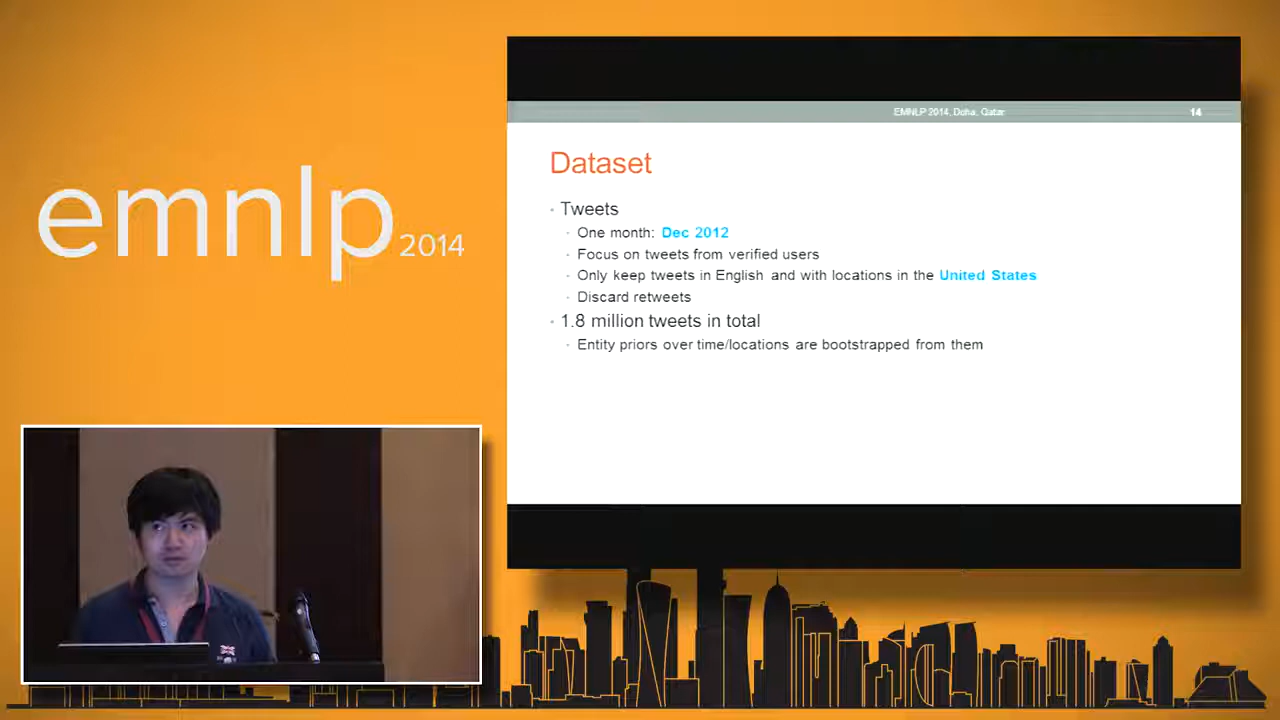 emnlp 2014
EMNLP 2014, Doha, Qatar 14
Dataset
Tweets
One month: Dec 2012
Focus on tweets from verified users
Only keep tweets in English and with locations in the United States
Discard retweets
1.8 million tweets in total
Entity priors over time/locations are bootstrapped from them